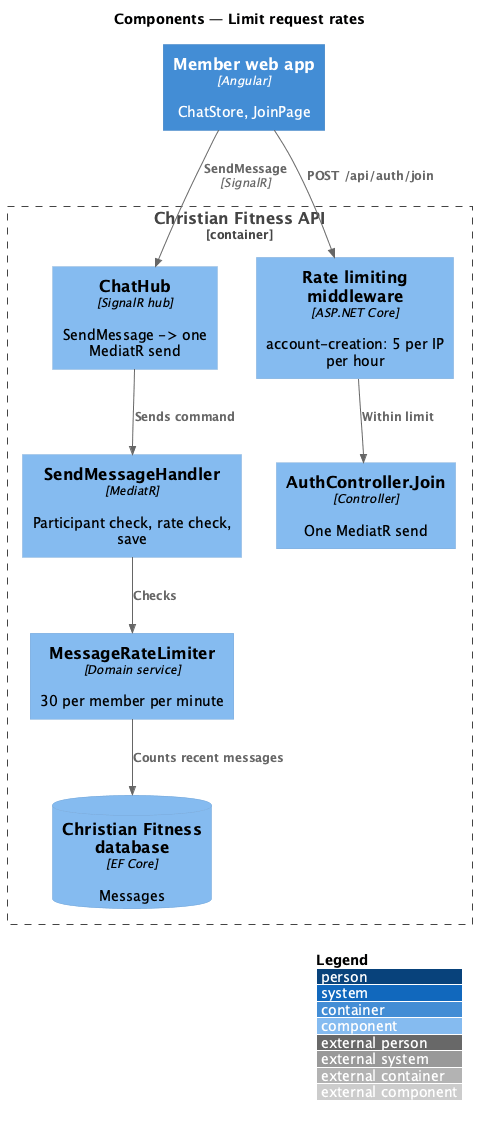 Components — Limit request rates
Member web app
[Angular]
ChatStore, JoinPage
SendMessage
[SignalR]
POST /api/auth/join
Christian Fitness API
[container]
ChatHub
[SignalR hub]
SendMessage -> one
MediatR send
Rate limiting
middleware
[ASP.NET Core]
account-creation: 5 per IP
per hour
Sends command
Within limit
SendMessageHandler
[MediatR]
Participant check, rate check,
save
AuthController.Join
[Controller]
One MediatR send
Checks
MessageRateLimiter
[Domain service]
30 per member per minute
Counts recent messages
Christian Fitness
database
[EF Core]
Messages
Legend
person
system
container
component
external person
external system
external container
external component